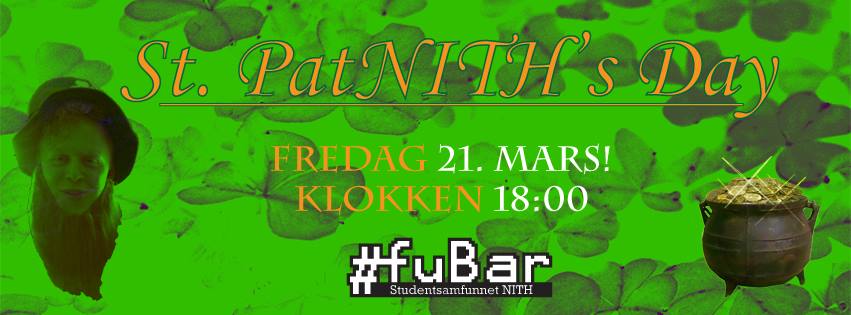 St. PatNITH's Day
FREDAG 21. MARS!
KLOKKEN 18:00
#fuBar
Studentsamfunnet NITH